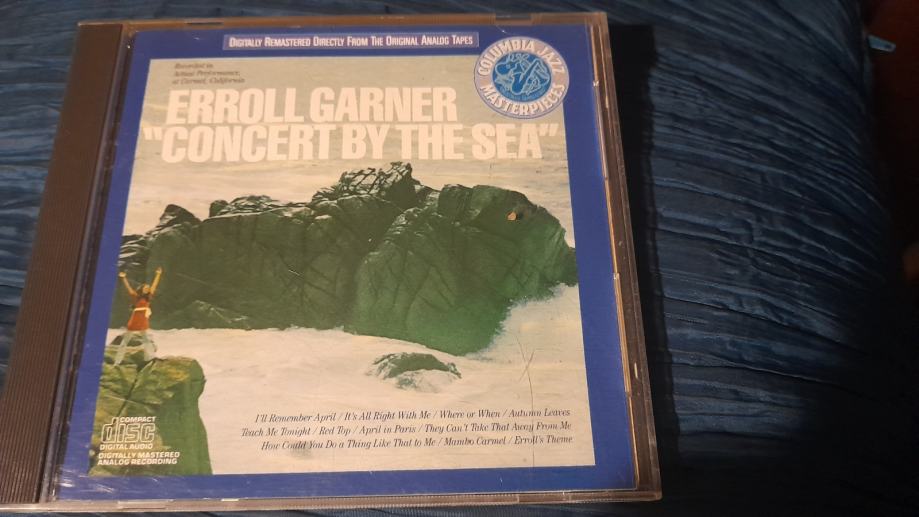 DIGITALLY REMASTERED DIRECTLY FROM THE ORIGINAL ANALOG TAPES
COLUMBIA JAZZ
MASTERPIECES
Recorded in
Actual Performance,
at Carmel, California
ERROLL GARNER
"CONCERT BY THE SEA"
I'll Remember April / It's All Right With Me / Where or When / Autumn Leaves
Teach Me Tonight / Red Top / April in Paris / They Can't Take That Away From Me
How Could You Do a Thing Like That to Me / Mambo Carmel / Erroll's Theme
COMPACT
disc
DIGITAL AUDIO
DIGITALLY MASTERED
ANALOG RECORDING